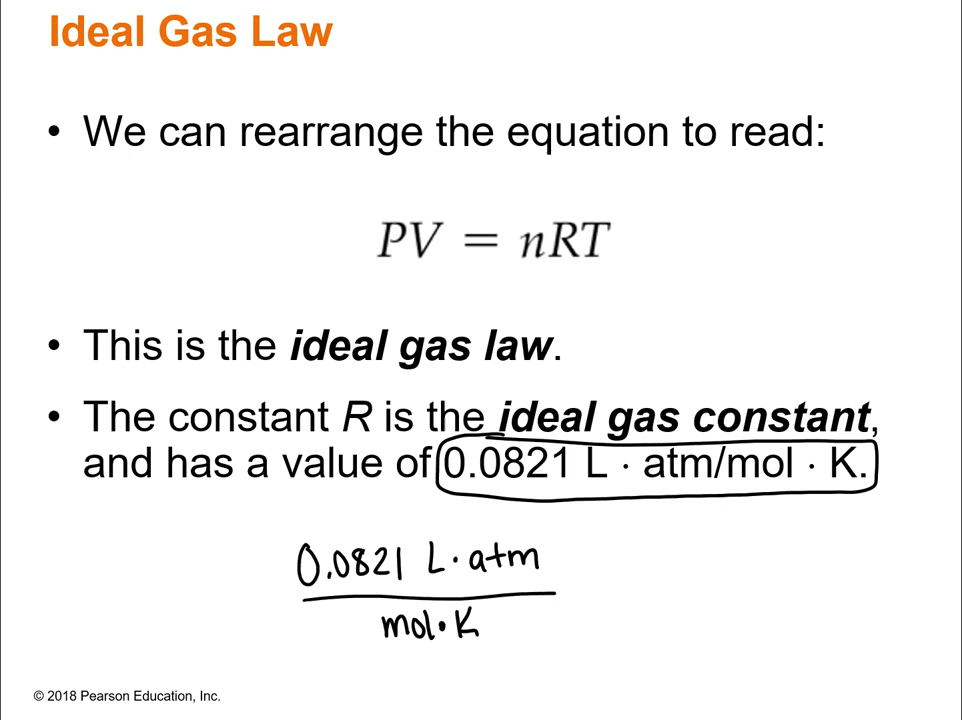 Ideal Gas Law
• We can rearrange the equation to read:
PV = nRT
• This is the ideal gas law.
• The constant R is the ideal gas constant,
and has a value of 0.0821 L · atm/mol · K.
0.0821 L · atm
mol · K
© 2018 Pearson Education, Inc.